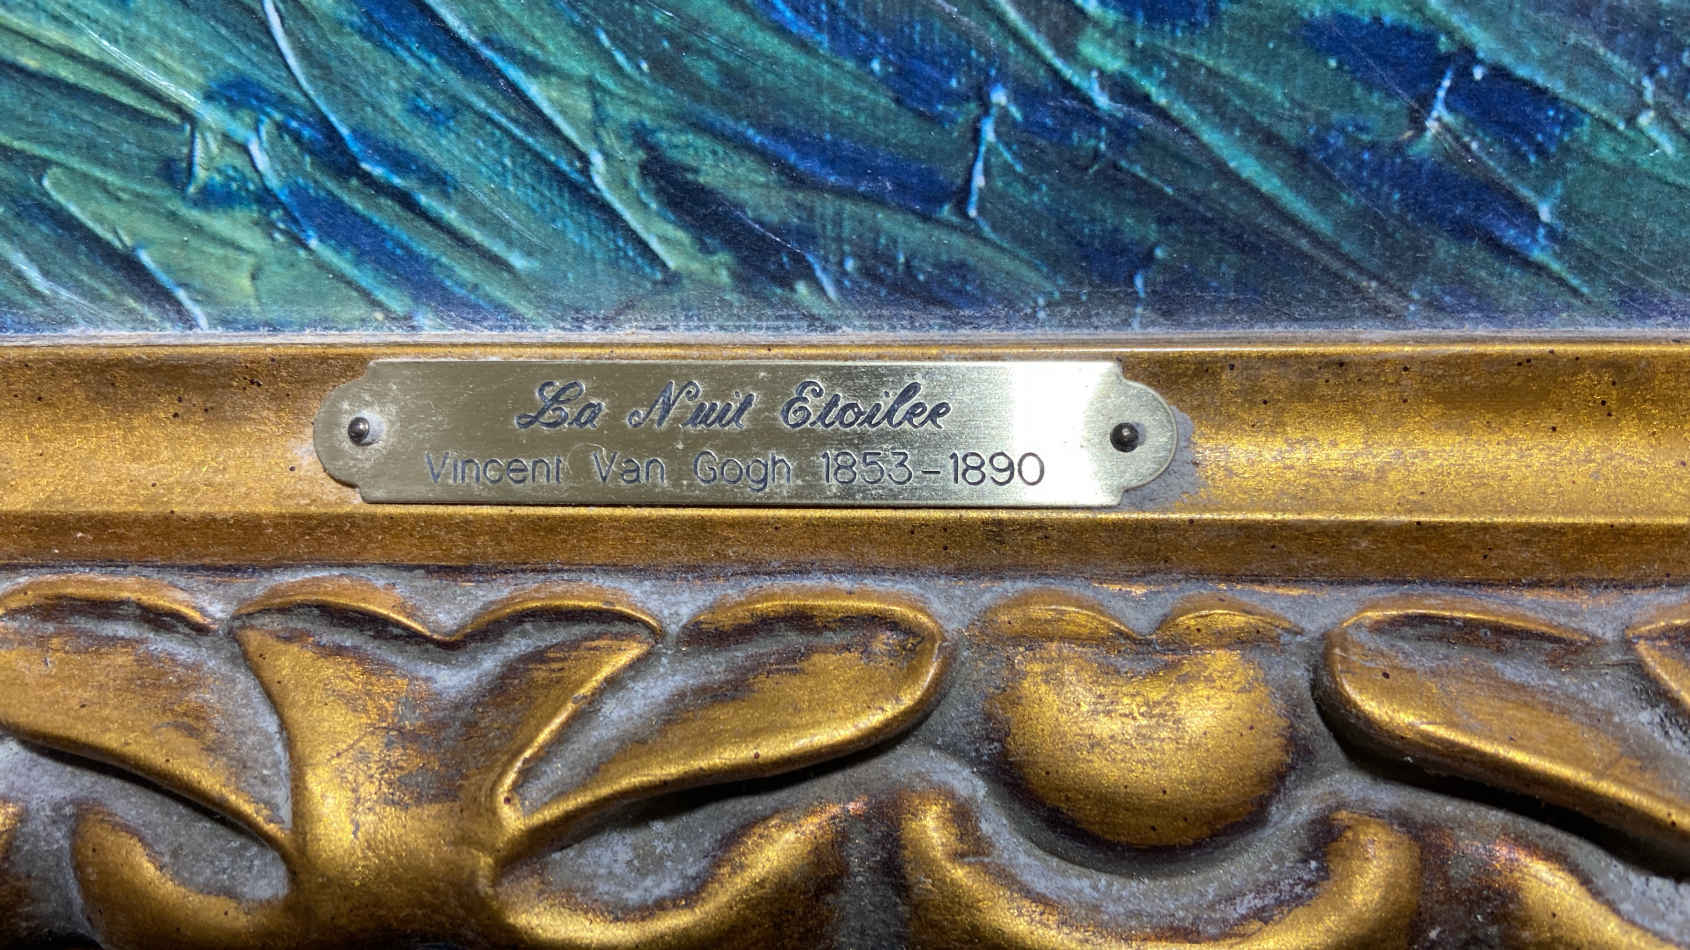 La Nuit Etoilee
Vincent Van Gogh 1853-1890